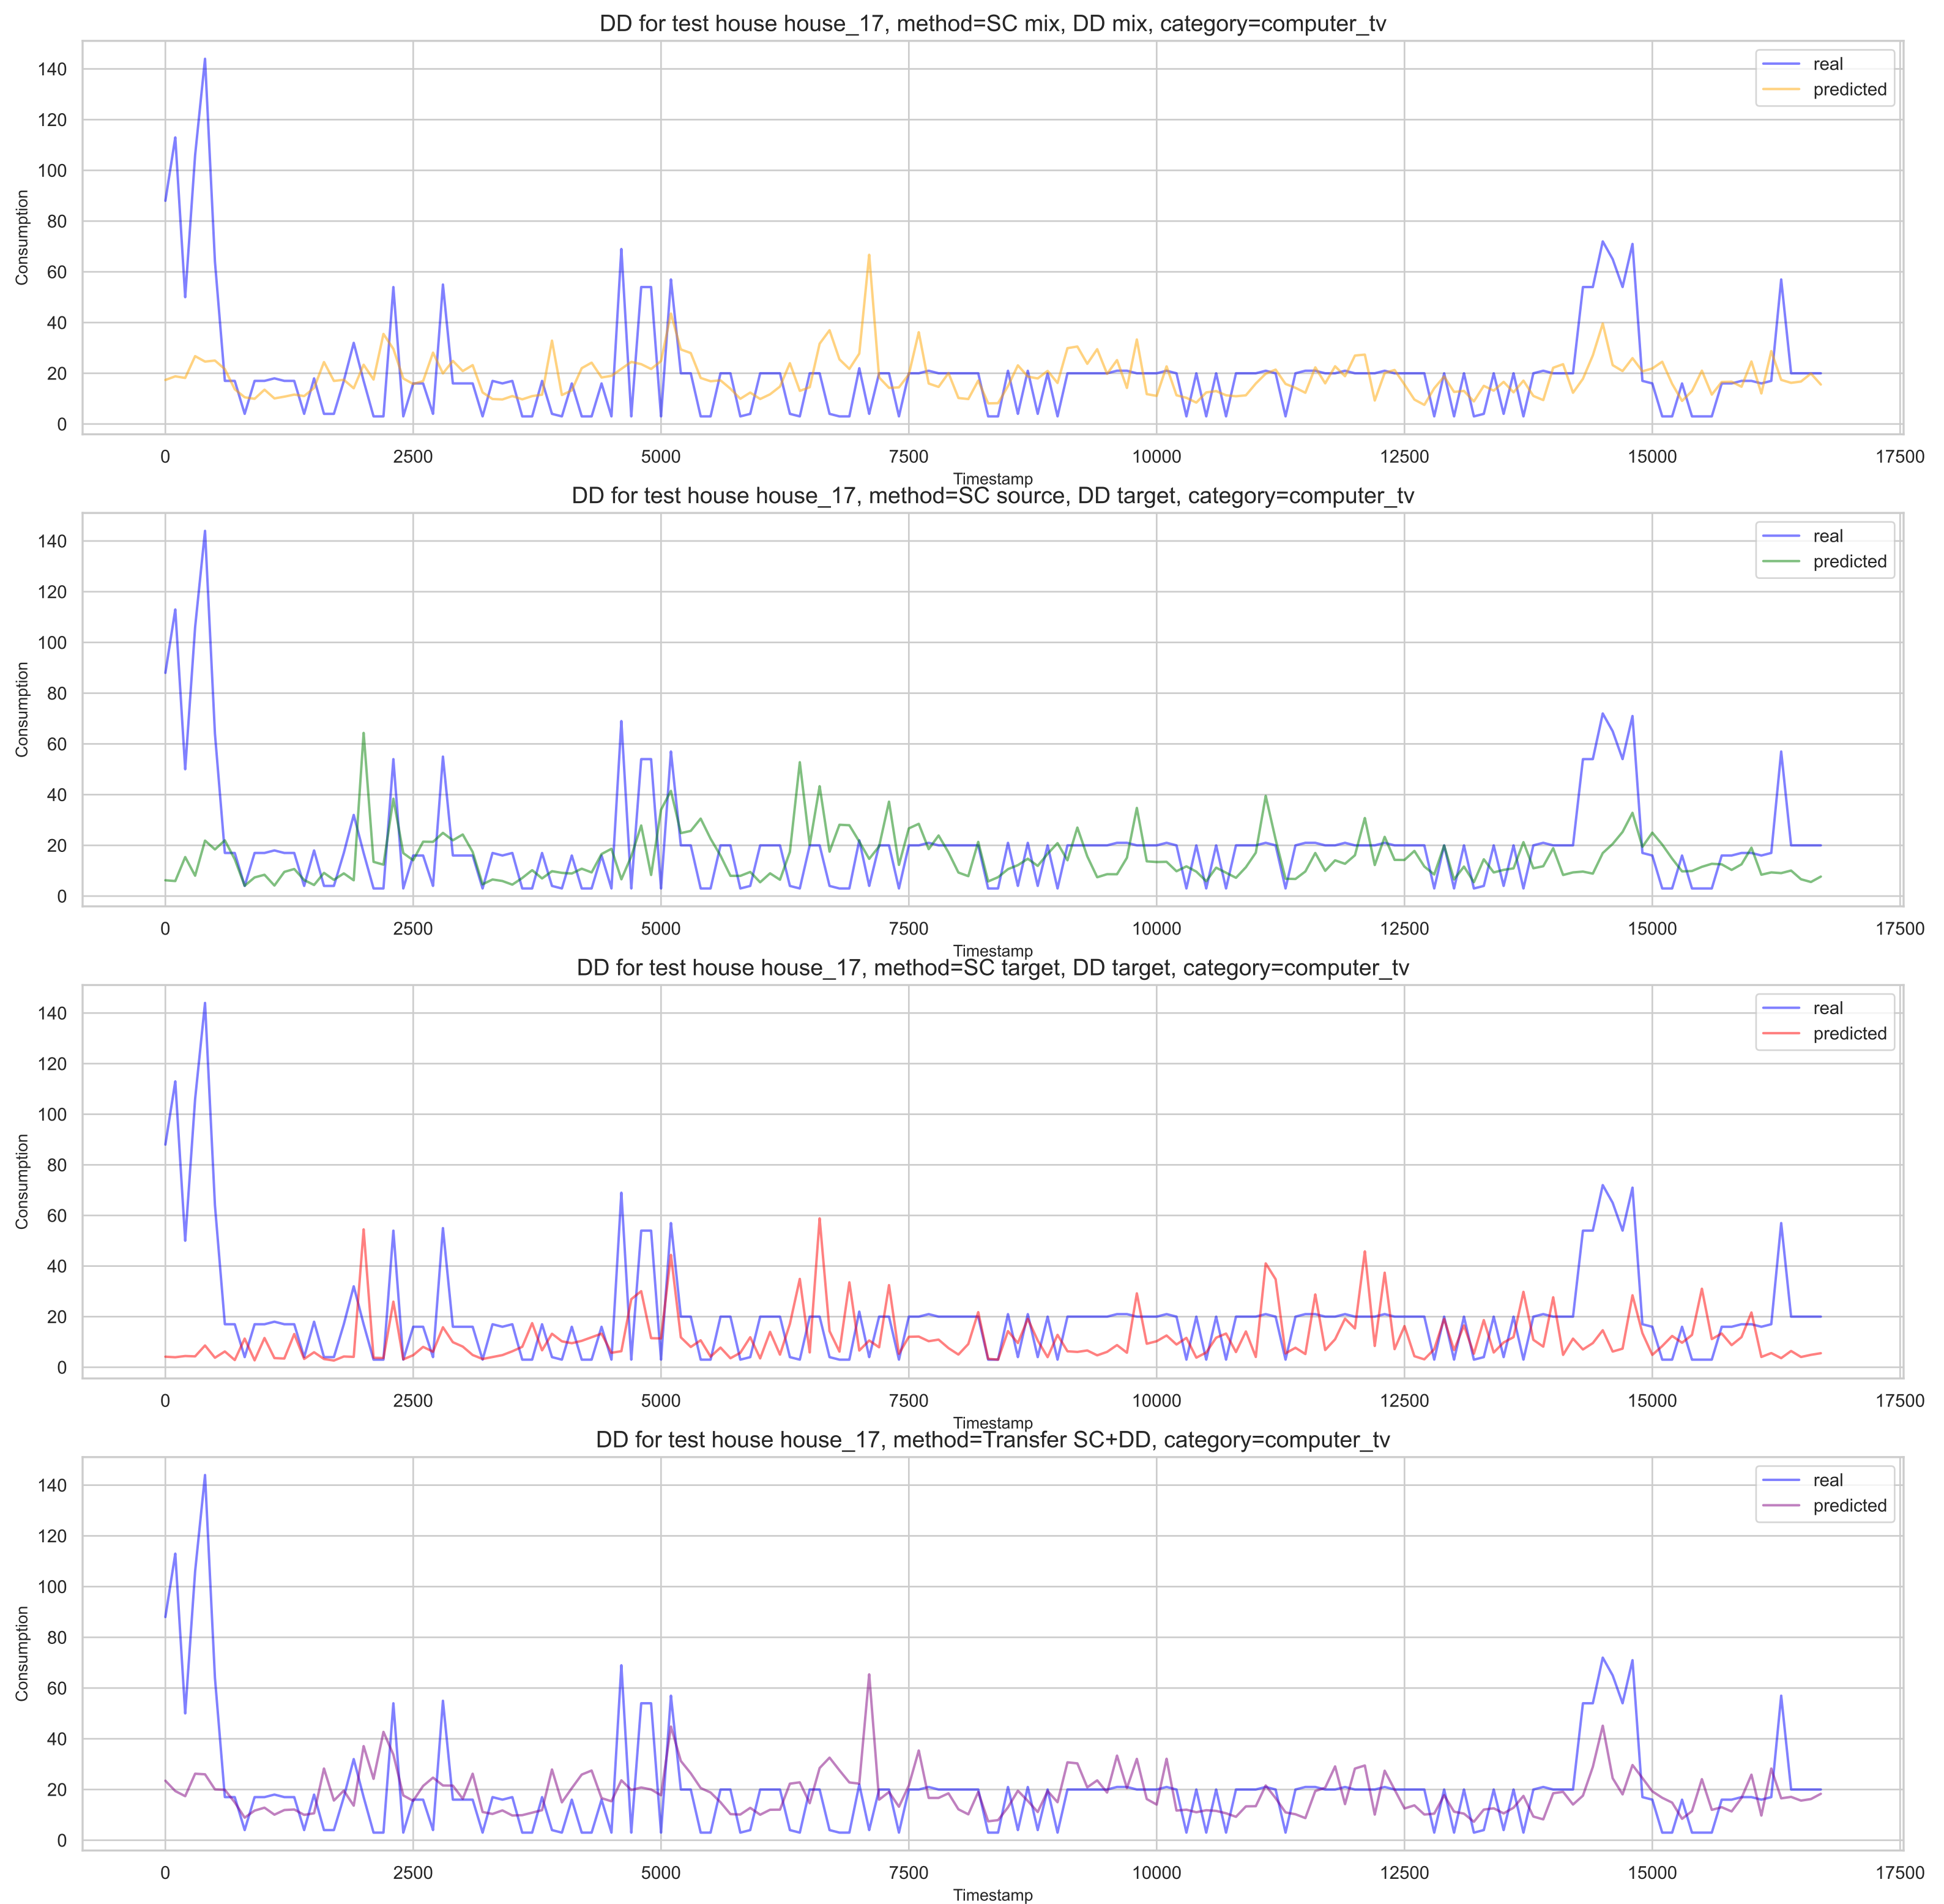 DD for test house house_17, method=SC mix, DD mix, category=computer_tv
real
predicted
140
120
100
80
60
40
20
0
Consumption
0 2500 5000 7500 10000 12500 15000 17500
Timestamp
DD for test house house_17, method=SC source, DD target, category=computer_tv
real
predicted
140
120
100
80
60
40
20
0
Consumption
0 2500 5000 7500 10000 12500 15000 17500
Timestamp
DD for test house house_17, method=SC target, DD target, category=computer_tv
real
predicted
140
120
100
80
60
40
20
0
Consumption
0 2500 5000 7500 10000 12500 15000 17500
Timestamp
DD for test house house_17, method=Transfer SC+DD, category=computer_tv
real
predicted
140
120
100
80
60
40
20
0
Consumption
0 2500 5000 7500 10000 12500 15000 17500
Timestamp